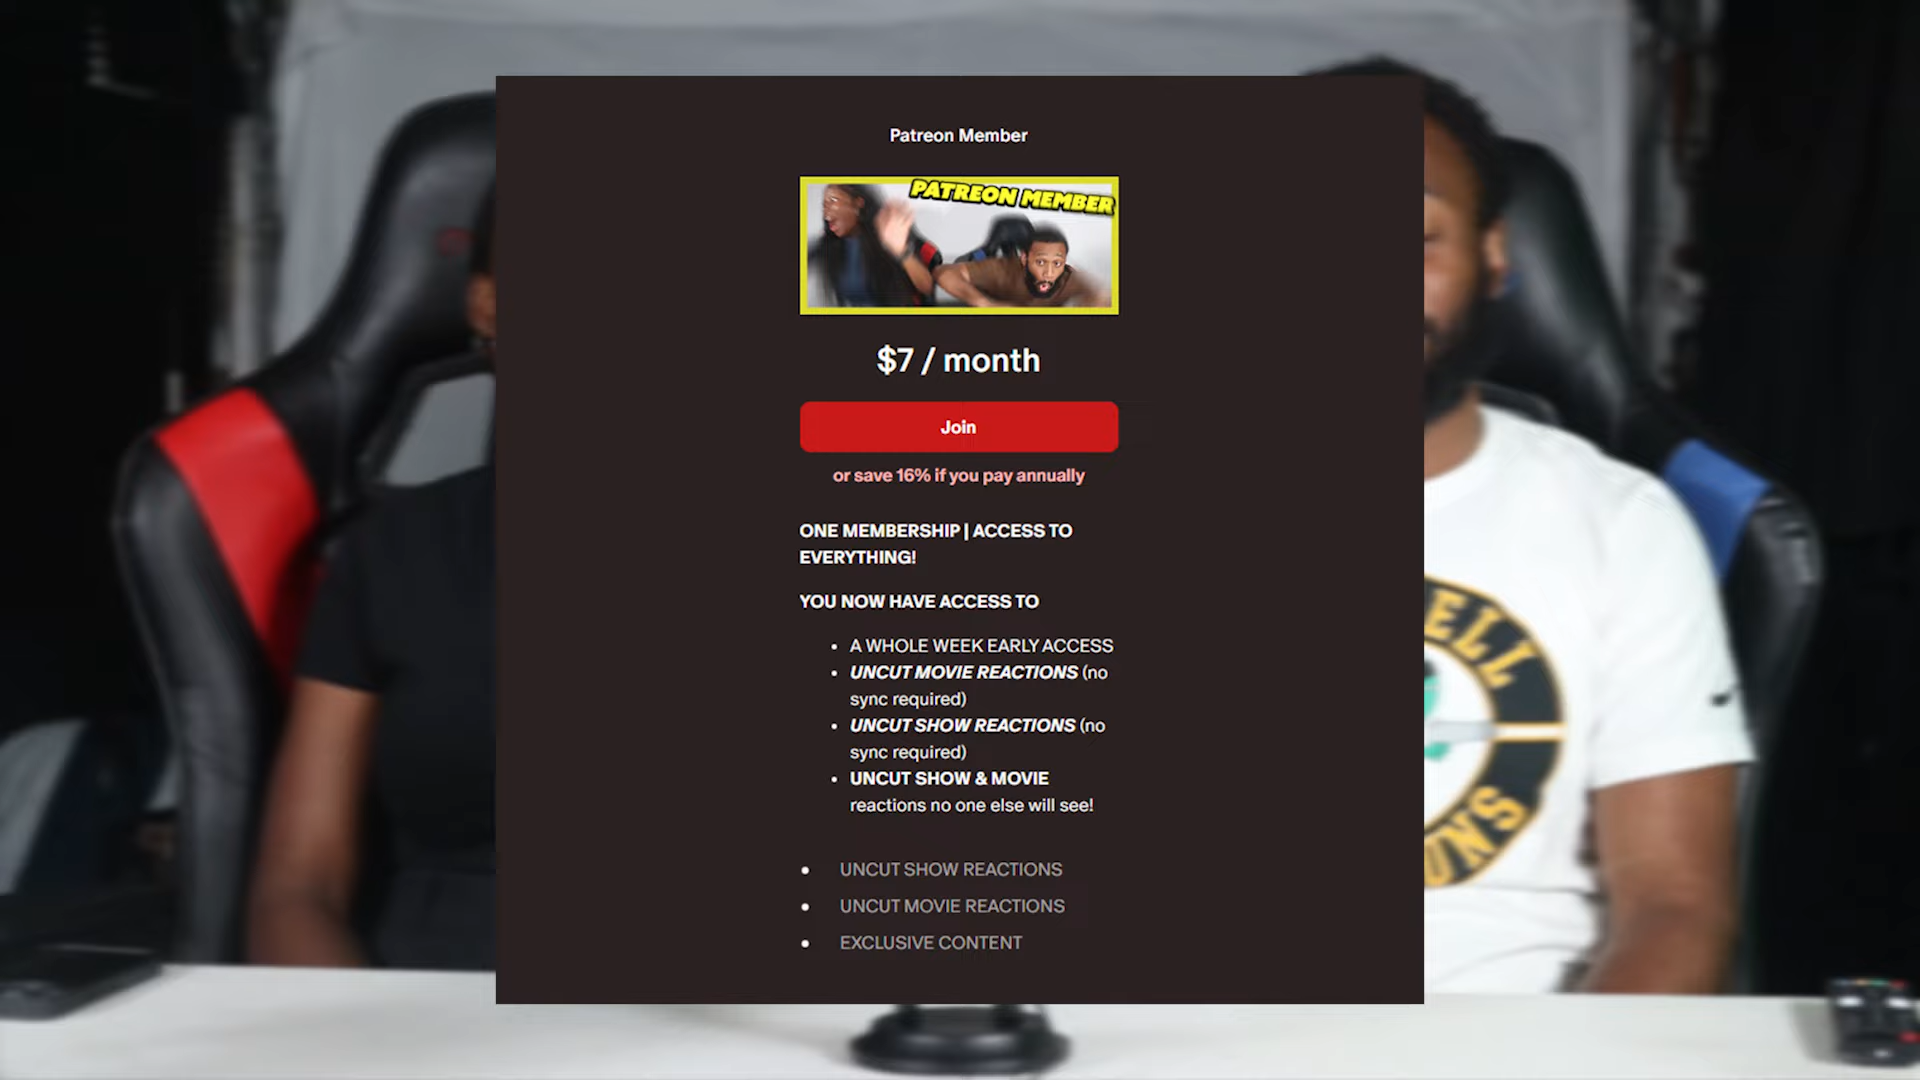 Patreon Member
PATREON MEMBER
$7 / month
Join
or save 16% if you pay annually
ONE MEMBERSHIP | ACCESS TO
EVERYTHING!
YOU NOW HAVE ACCESS TO
• A WHOLE WEEK EARLY ACCESS
• UNCUT MOVIE REACTIONS (no
sync required)
• UNCUT SHOW REACTIONS (no
sync required)
• UNCUT SHOW & MOVIE
reactions no one else will see!
• UNCUT SHOW REACTIONS
• UNCUT MOVIE REACTIONS
• EXCLUSIVE CONTENT